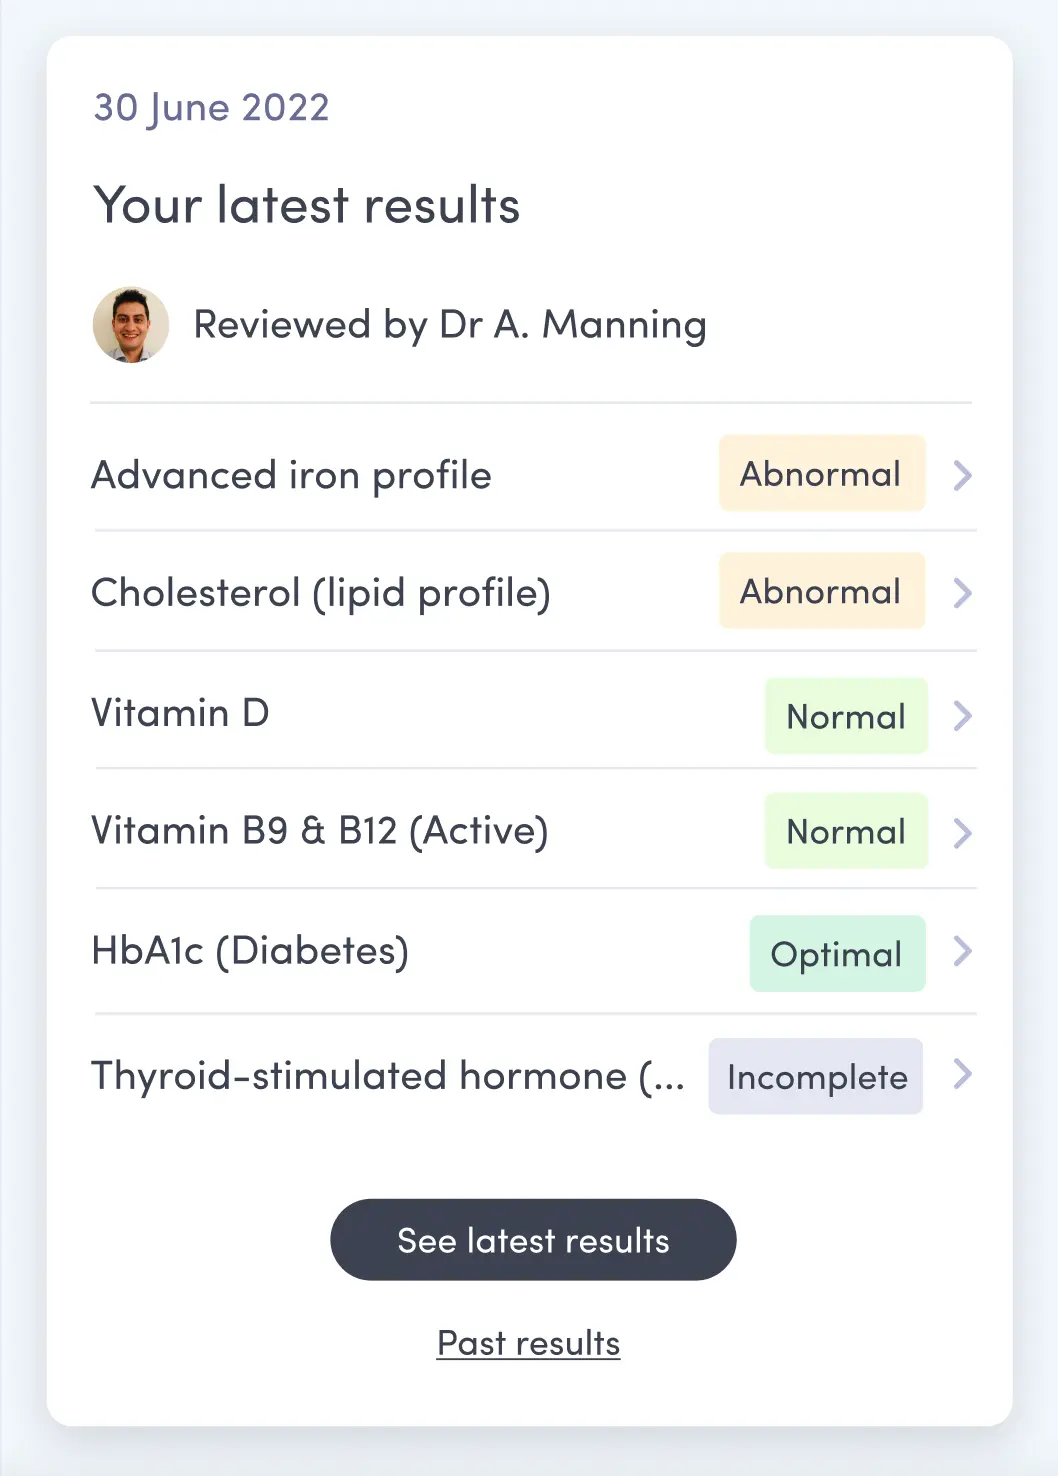 30 June 2022
Your latest results
Reviewed by Dr A. Manning
Advanced iron profile Abnormal
Cholesterol (lipid profile) Abnormal
Vitamin D Normal
Vitamin B9 & B12 (Active) Normal
HbA1c (Diabetes) Optimal
Thyroid-stimulated hormone (... Incomplete
See latest results
Past results